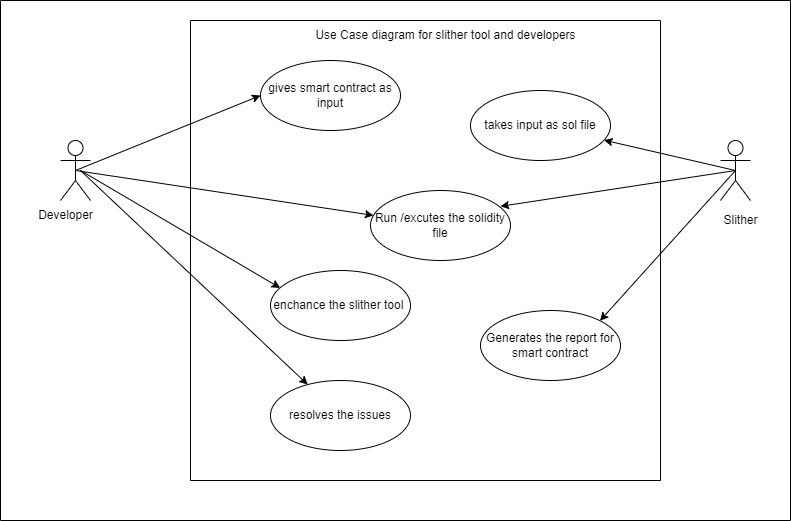 Use Case diagram for slither tool and developers
gives smart contract as
input
takes input as sol file
Developer
Slither
Run /excutes the solidity
file
enchance the slither tool
Generates the report for
smart contract
resolves the issues